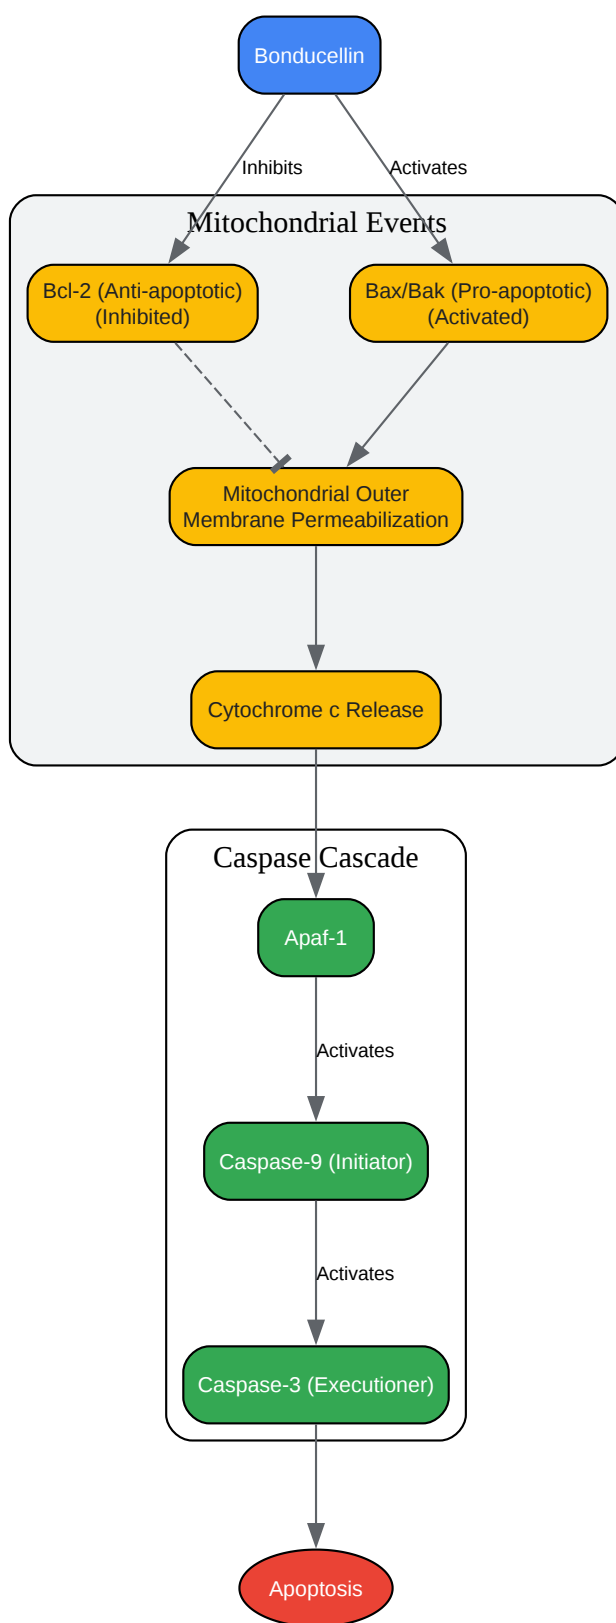 Bonducellin
Inhibits
Activates
Mitochondrial Events
Bcl-2 (Anti-apoptotic)
(Inhibited)
Bax/Bak (Pro-apoptotic)
(Activated)
Mitochondrial Outer
Membrane Permeabilization
Cytochrome c Release
Caspase Cascade
Apaf-1
Activates
Caspase-9 (Initiator)
Activates
Caspase-3 (Executioner)
Apoptosis